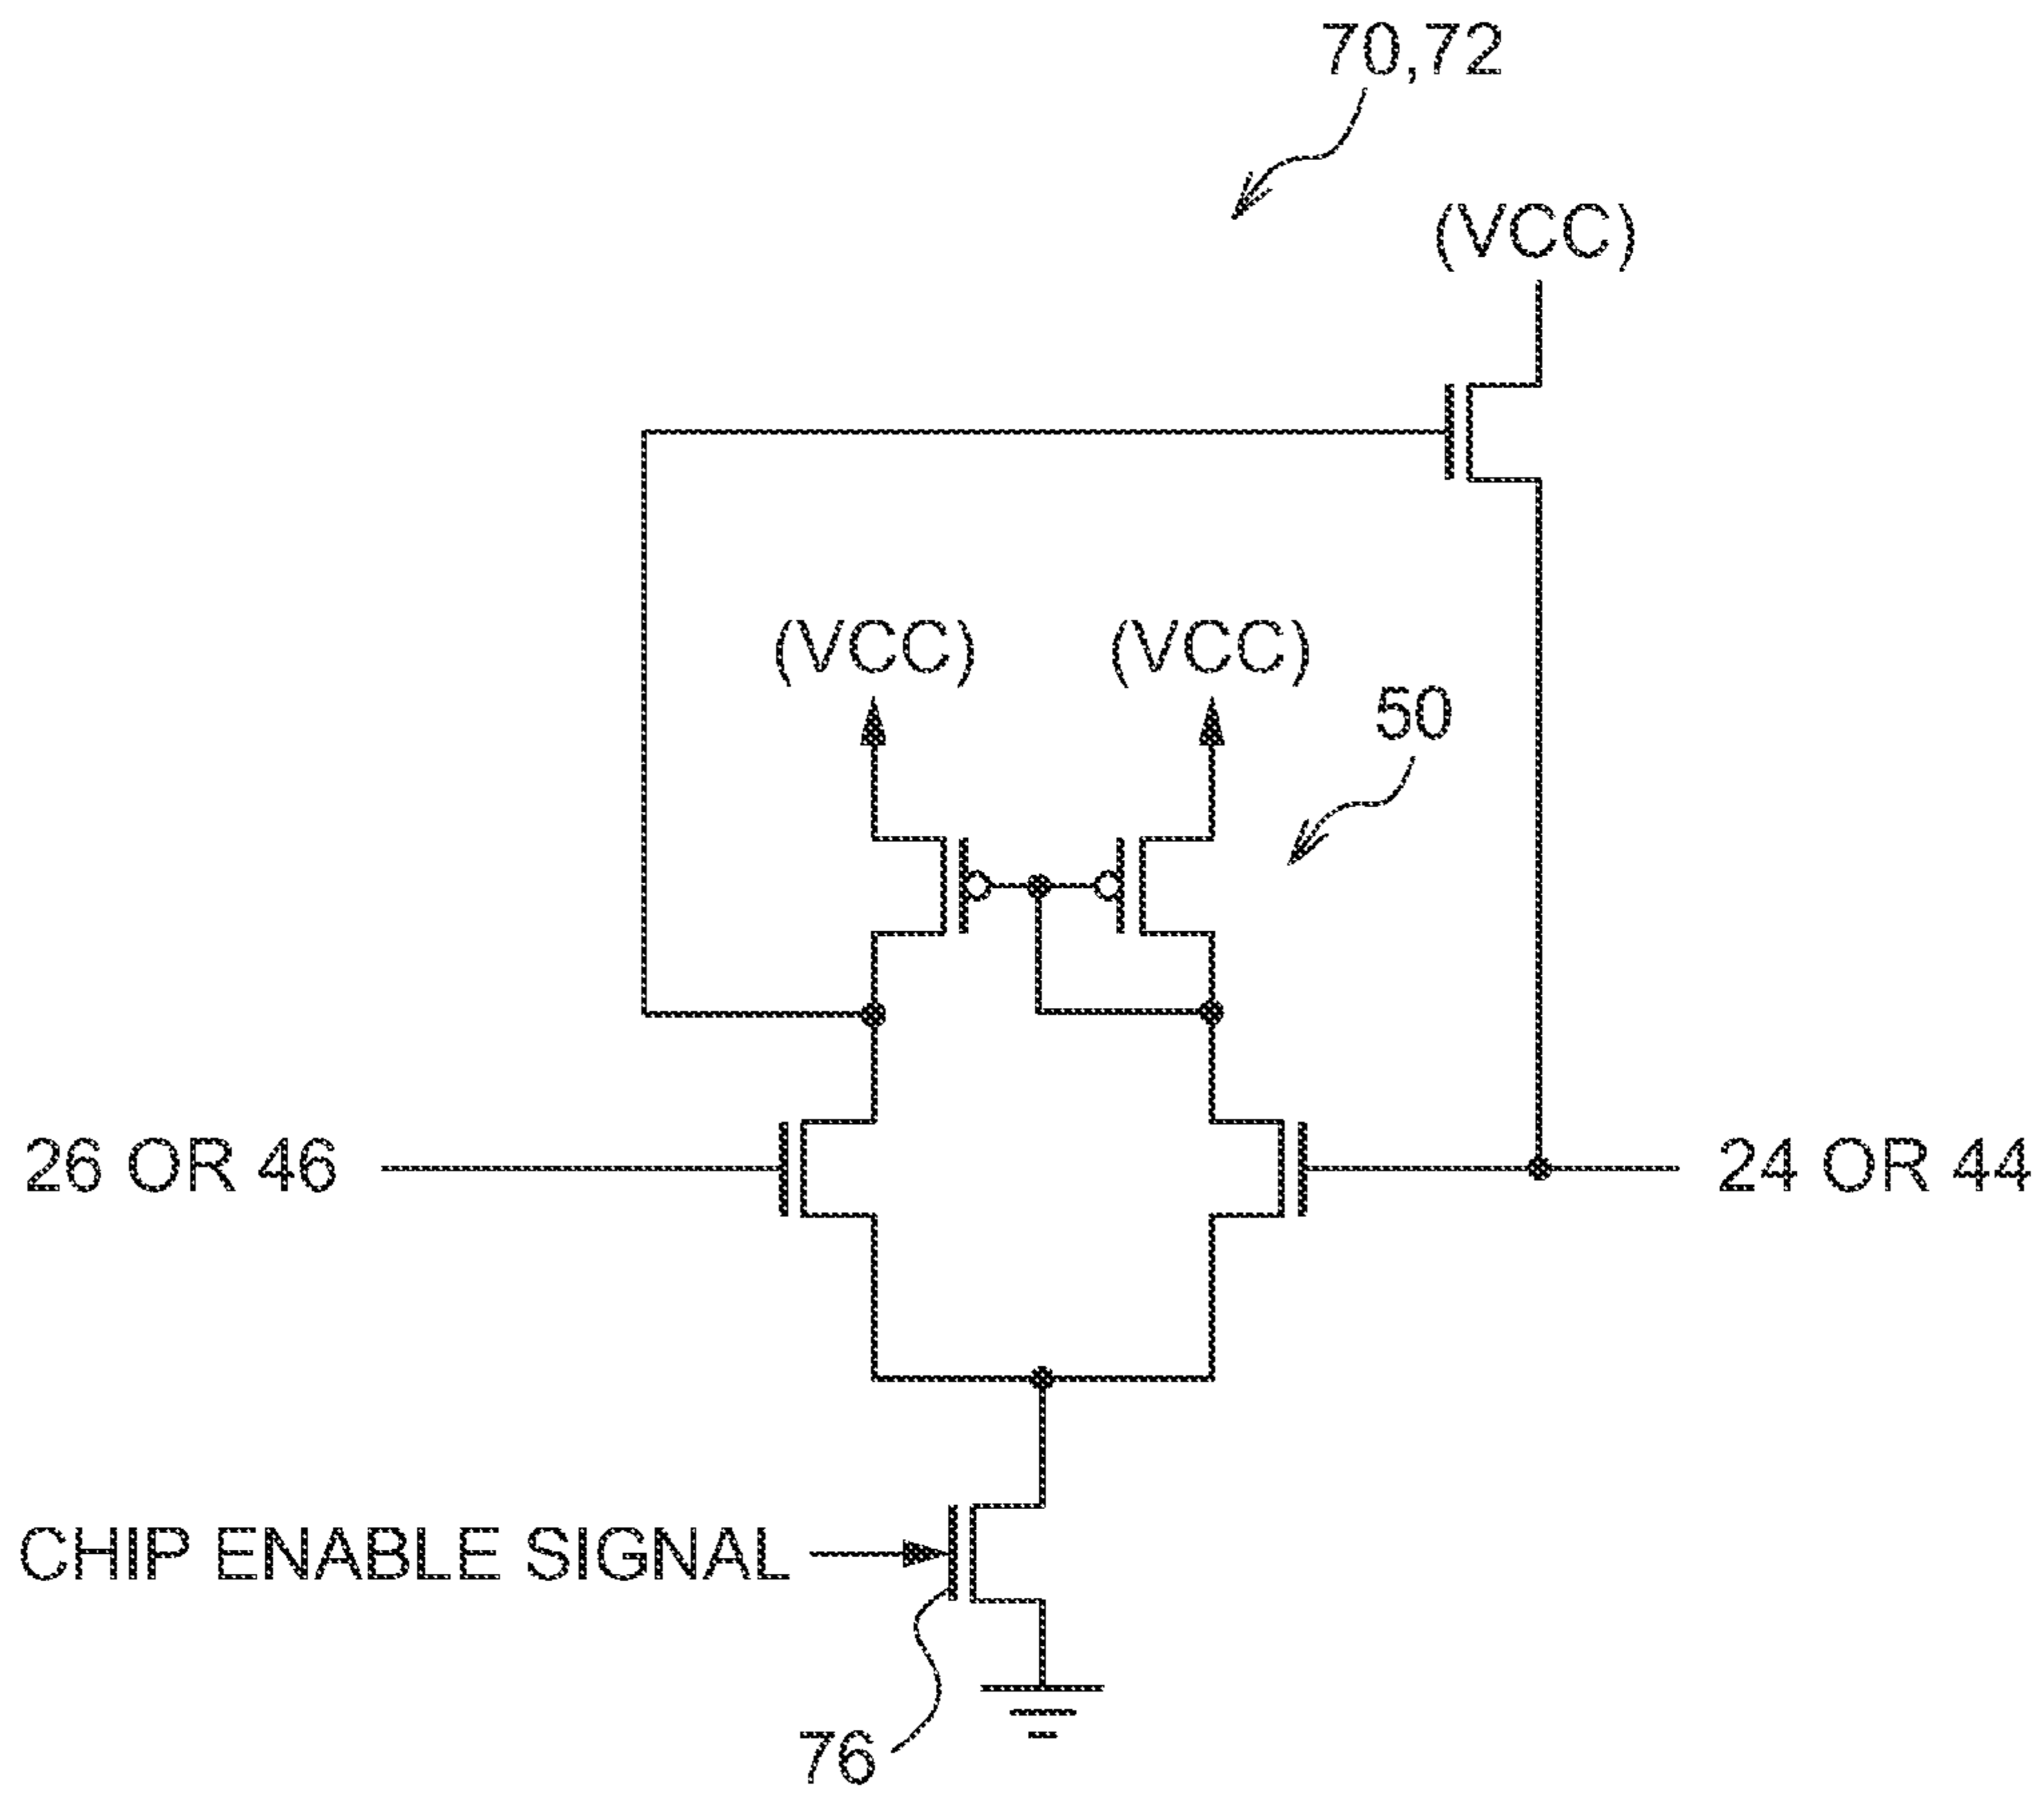 70,72
(VCC)
(VCC)
(VCC)
50
26 OR 46
24 OR 44
CHIP ENABLE SIGNAL
76